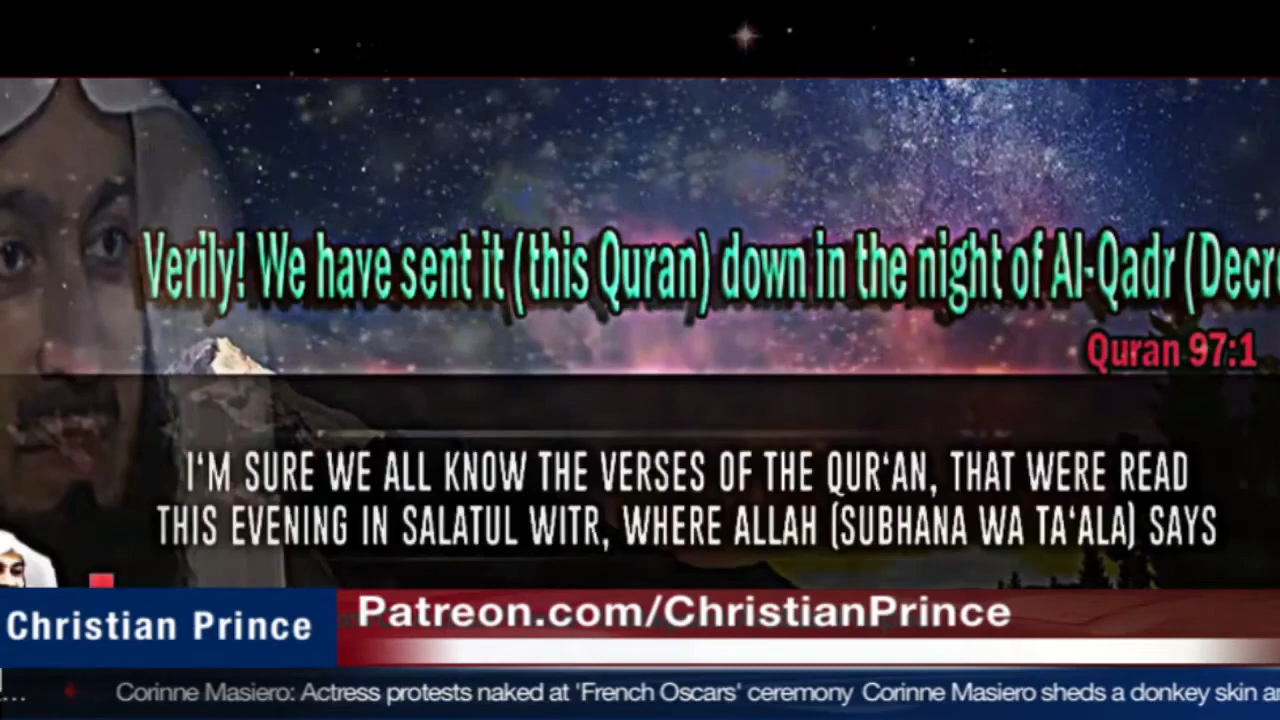 Verily! We have sent it (this Quran) down in the night of Al-Qadr (Decre
Quran 97:1
I'M SURE WE ALL KNOW THE VERSES OF THE QUR'AN, THAT WERE READ
THIS EVENING IN SALATUL WITR, WHERE ALLAH (SUBHANA WA TA'ALA) SAYS
Christian Prince
Patreon.com/ChristianPrince
... Corinne Masiero: Actress protests naked at 'French Oscars' ceremony Corinne Masiero sheds a donkey skin a